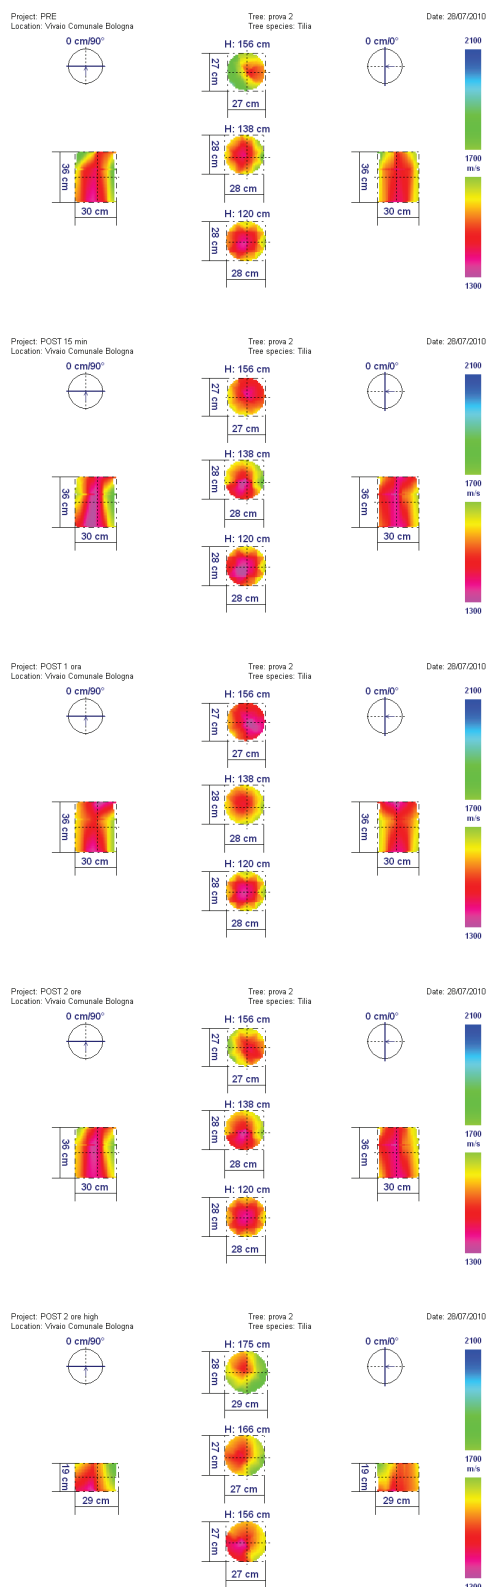 Project: PRE
Tree: prova 2
Date: 28/07/2010
Location: Vivaio Comunale Bologna
Tree species: Tilia
0 cm/90°
H: 156 cm
0 cm/0°
2100
27 cm
27 cm
H: 138 cm
28 cm
28 cm
1700
m/s
36 cm
30 cm
36 cm
30 cm
H: 120 cm
28 cm
28 cm
1300
Project: POST 15 min
Tree: prova 2
Date: 28/07/2010
Location: Vivaio Comunale Bologna
Tree species: Tilia
0 cm/90°
H: 156 cm
0 cm/0°
2100
27 cm
27 cm
H: 138 cm
28 cm
28 cm
1700
m/s
36 cm
30 cm
36 cm
30 cm
H: 120 cm
28 cm
28 cm
1300
Project: POST 1 ora
Tree: prova 2
Date: 28/07/2010
Location: Vivaio Comunale Bologna
Tree species: Tilia
0 cm/90°
H: 156 cm
0 cm/0°
2100
27 cm
27 cm
H: 138 cm
28 cm
28 cm
1700
m/s
36 cm
30 cm
36 cm
30 cm
H: 120 cm
28 cm
28 cm
1300
Project: POST 2 ore
Tree: prova 2
Date: 28/07/2010
Location: Vivaio Comunale Bologna
Tree species: Tilia
0 cm/90°
H: 156 cm
0 cm/0°
2100
27 cm
27 cm
H: 138 cm
28 cm
28 cm
1700
m/s
36 cm
30 cm
36 cm
30 cm
H: 120 cm
28 cm
28 cm
1300
Project: POST 2 ore high
Tree: prova 2
Date: 28/07/2010
Location: Vivaio Comunale Bologna
Tree species: Tilia
0 cm/90°
H: 175 cm
0 cm/0°
2100
28 cm
29 cm
H: 166 cm
27 cm
27 cm
1700
m/s
19 cm
29 cm
19 cm
29 cm
H: 156 cm
27 cm
27 cm
1300